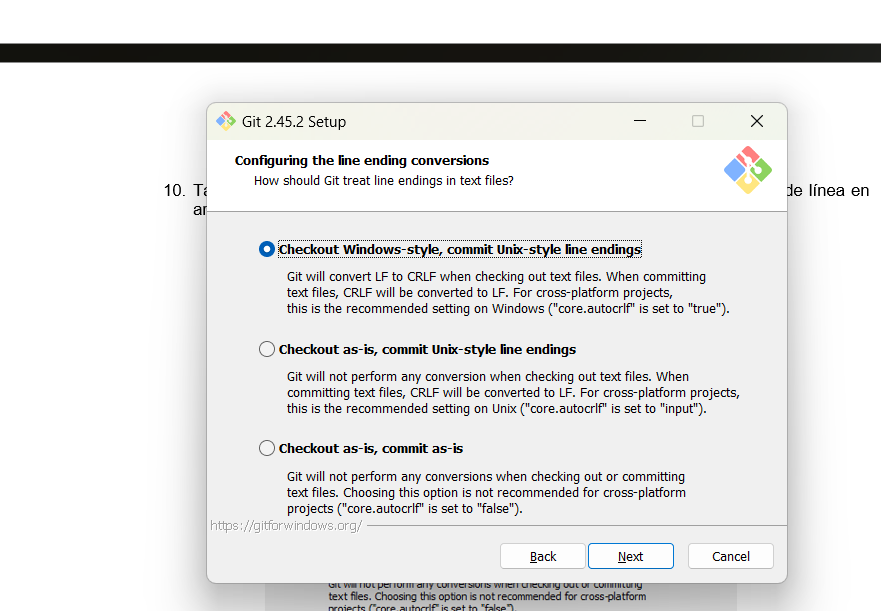 Git 2.45.2 Setup
Configuring the line ending conversions
How should Git treat line endings in text files?
10. de línea en
Checkout Windows-style, commit Unix-style line endings
Git will convert LF to CRLF when checking out text files. When committing
text files, CRLF will be converted to LF. For cross-platform projects,
this is the recommended setting on Windows ("core.autocrlf" is set to "true").
Checkout as-is, commit Unix-style line endings
Git will not perform any conversion when checking out text files. When
committing text files, CRLF will be converted to LF. For cross-platform projects,
this is the recommended setting on Unix ("core.autocrlf" is set to "input").
Checkout as-is, commit as-is
Git will not perform any conversions when checking out or committing
text files. Choosing this option is not recommended for cross-platform
projects ("core.autocrlf" is set to "false").
https://gitforwindows.org/
Back Next Cancel
Git will not perform any conversions when checking out or committing
text files. Choosing this option is not recommended for cross-platform
projects ("core.autocrlf" is set to "false").